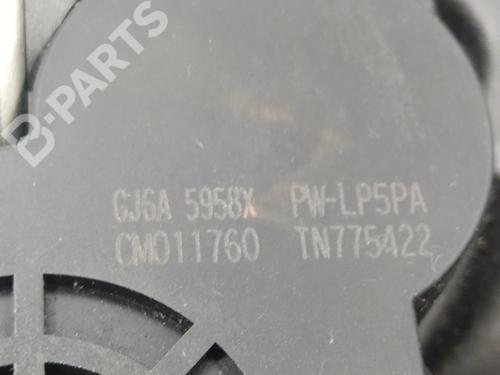 B-PARTS
GJ6A 5958X PW-LP5PA
CM011760 TN775422